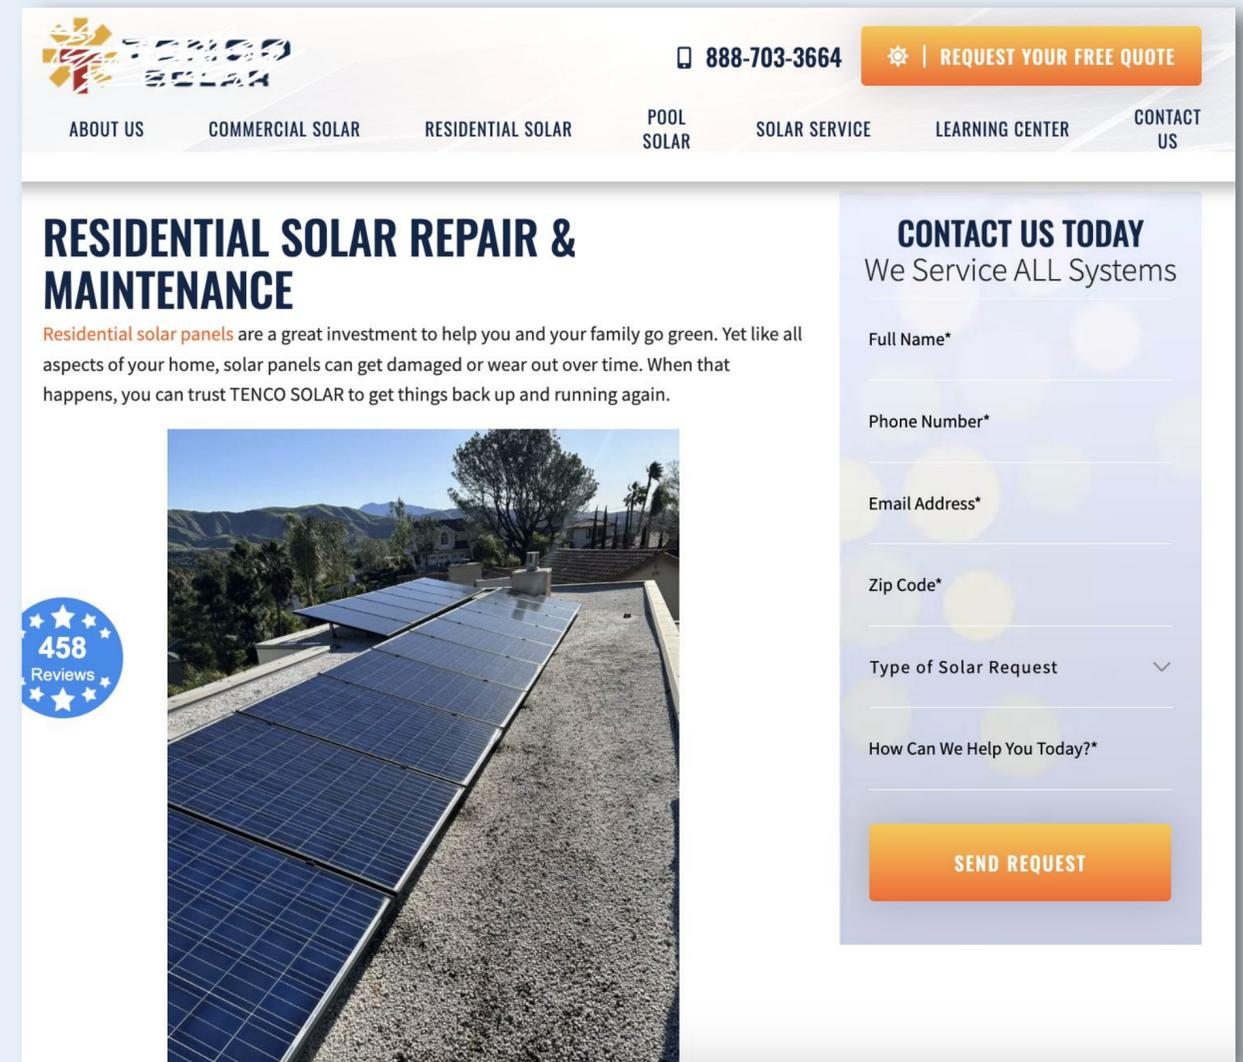 TENCO
SOLAR
888-703-3664
REQUEST YOUR FREE QUOTE
ABOUT US
COMMERCIAL SOLAR
RESIDENTIAL SOLAR
POOL
SOLAR
SOLAR SERVICE
LEARNING CENTER
CONTACT
US
RESIDENTIAL SOLAR REPAIR &
MAINTENANCE
Residential solar panels are a great investment to help you and your family go green. Yet like all
aspects of your home, solar panels can get damaged or wear out over time. When that
happens, you can trust TENCO SOLAR to get things back up and running again.
458
Reviews
CONTACT US TODAY
We Service ALL Systems
Full Name*
Phone Number*
Email Address*
Zip Code*
Type of Solar Request
How Can We Help You Today?*
SEND REQUEST